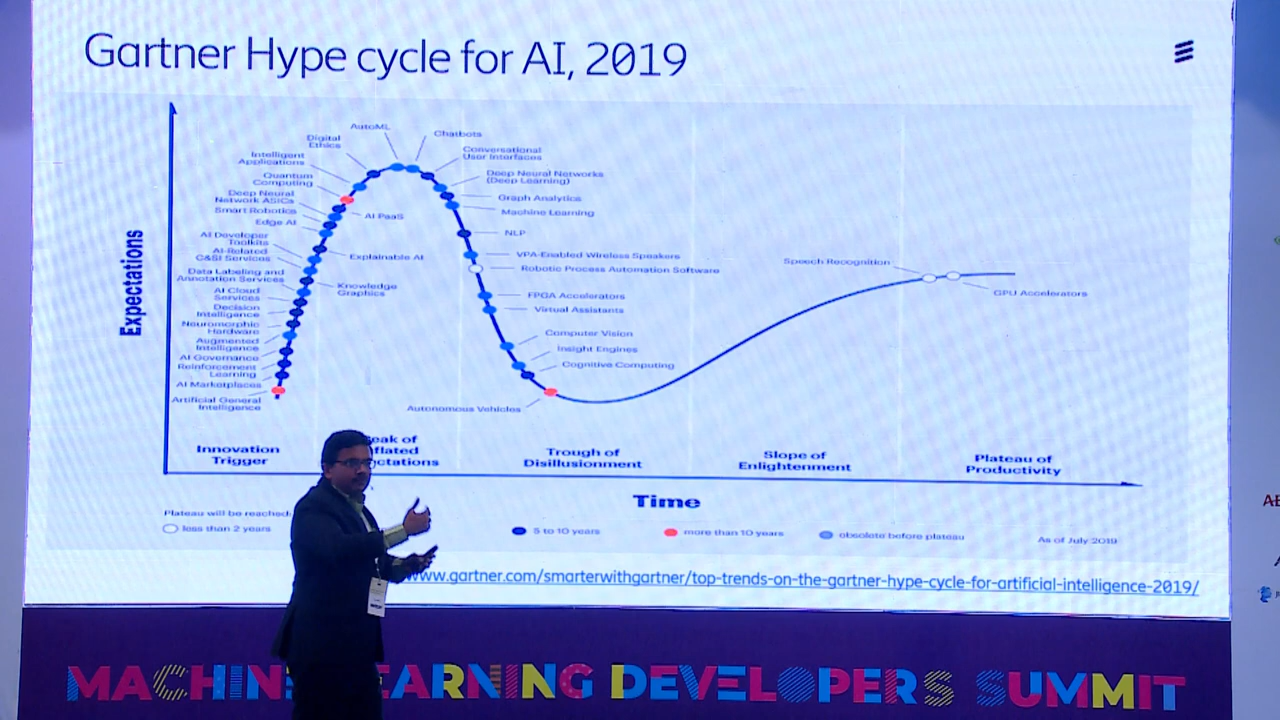 Gartner Hype cycle for AI, 2019
AutoML
Chatbots
Digital
Ethics
Conversational
User Interfaces
Intelligent
Applications
Deep Neural Networks
(Deep Learning)
Quantum
Computing
Graph Analytics
Deep Neural
Network ASICs
Machine Learning
Smart Robotics
AI PaaS
Edge AI
NLP
AI Developer
Toolkits
VPA-Enabled Wireless Speakers
AI-Related
C&SI Services
Explainable AI
Robotic Process Automation Software
Speech Recognition
Data Labeling and
Annotation Services
Knowledge
Graphics
GPU Accelerators
AI Cloud
Services
FPGA Accelerators
Decision
Intelligence
Virtual Assistants
Neuromorphic
Hardware
Computer Vision
Augmented
Intelligence
Insight Engines
AI Governance
Cognitive Computing
Reinforcement
Learning
AI Marketplaces
Artificial General
Intelligence
Autonomous Vehicles
Expectations
Innovation
Trigger
eak of
flated
ctations
Trough of
Disillusionment
Slope of
Enlightenment
Plateau of
Productivity
Time
Plateau will be reached:
less than 2 years
5 to 10 years
more than 10 years
obsolete before plateau
As of July 2019
www.gartner.com/smarterwithgartner/top-trends-on-the-gartner-hype-cycle-for-artificial-intelligence-2019/
MACHIN EARNING DEVELOPERS SUMMIT